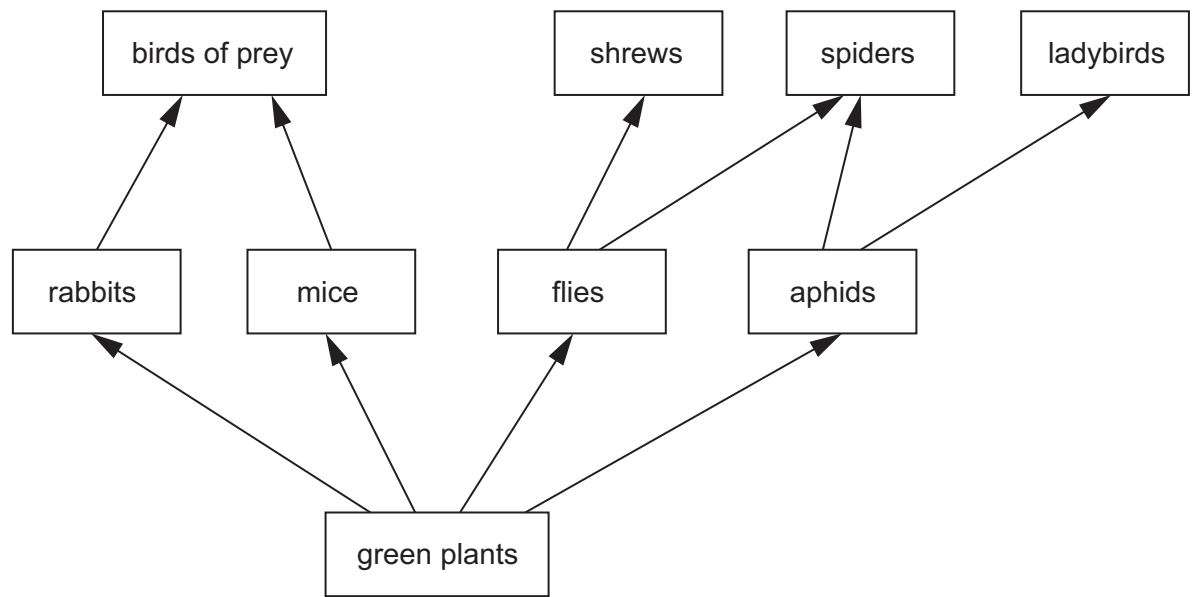 birds of prey
shrews
spiders
ladybirds
rabbits
mice
flies
aphids
green plants